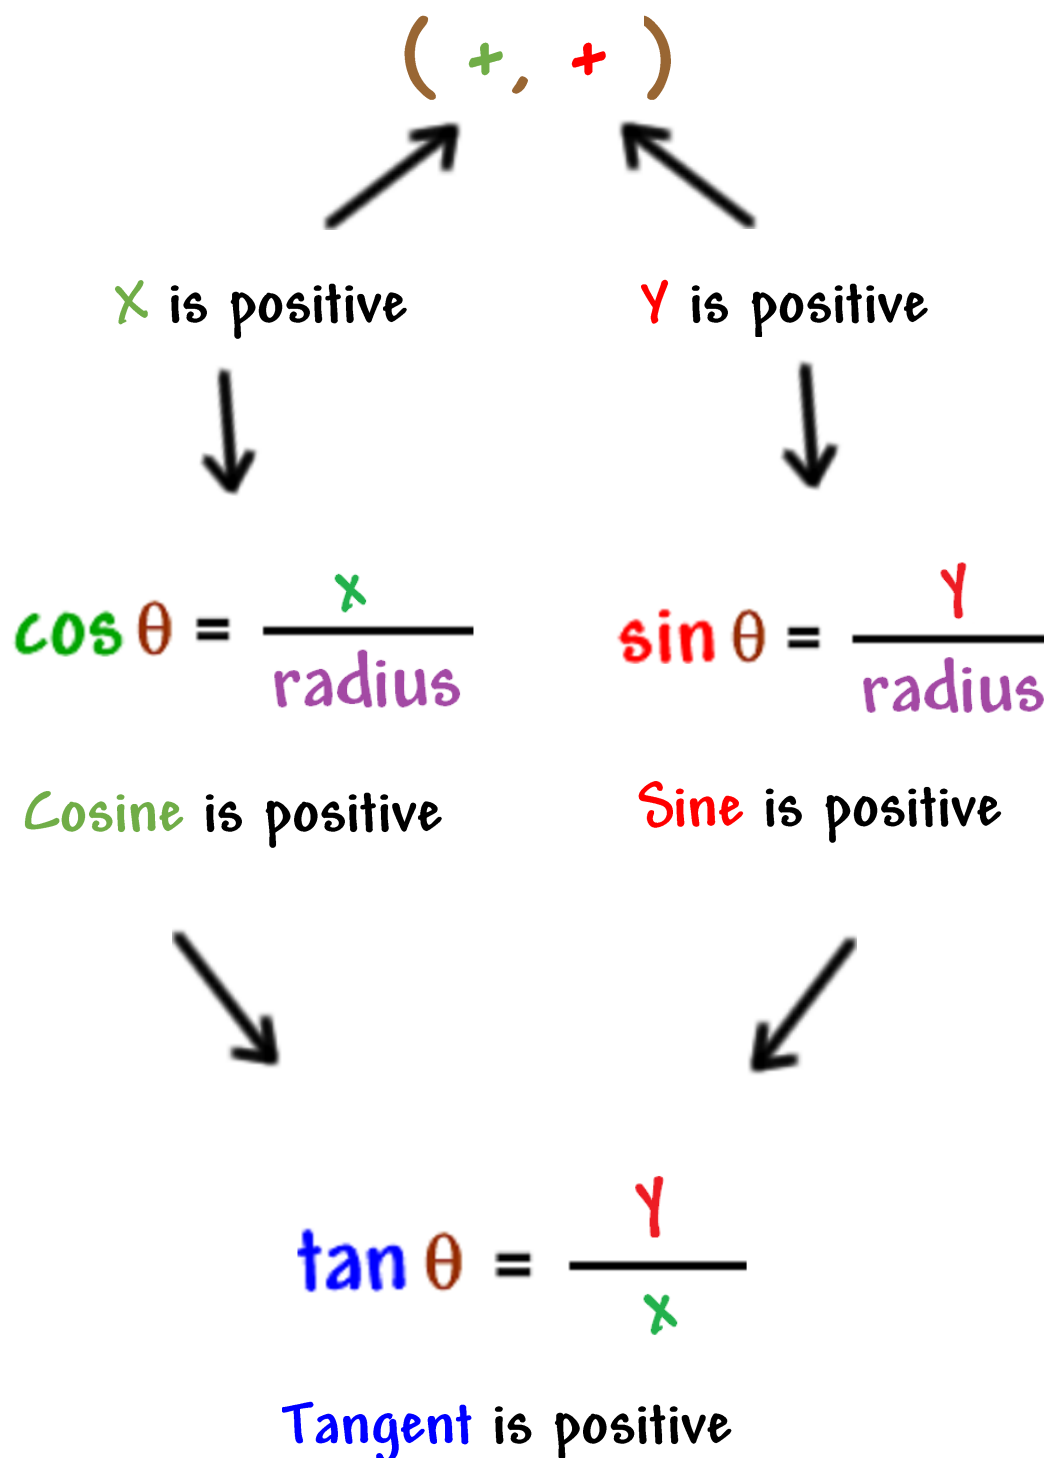 ( +, + )
X is positive
Y is positive
cos θ = x / radius
sin θ = y / radius
Cosine is positive
Sine is positive
tan θ = y / x
Tangent is positive